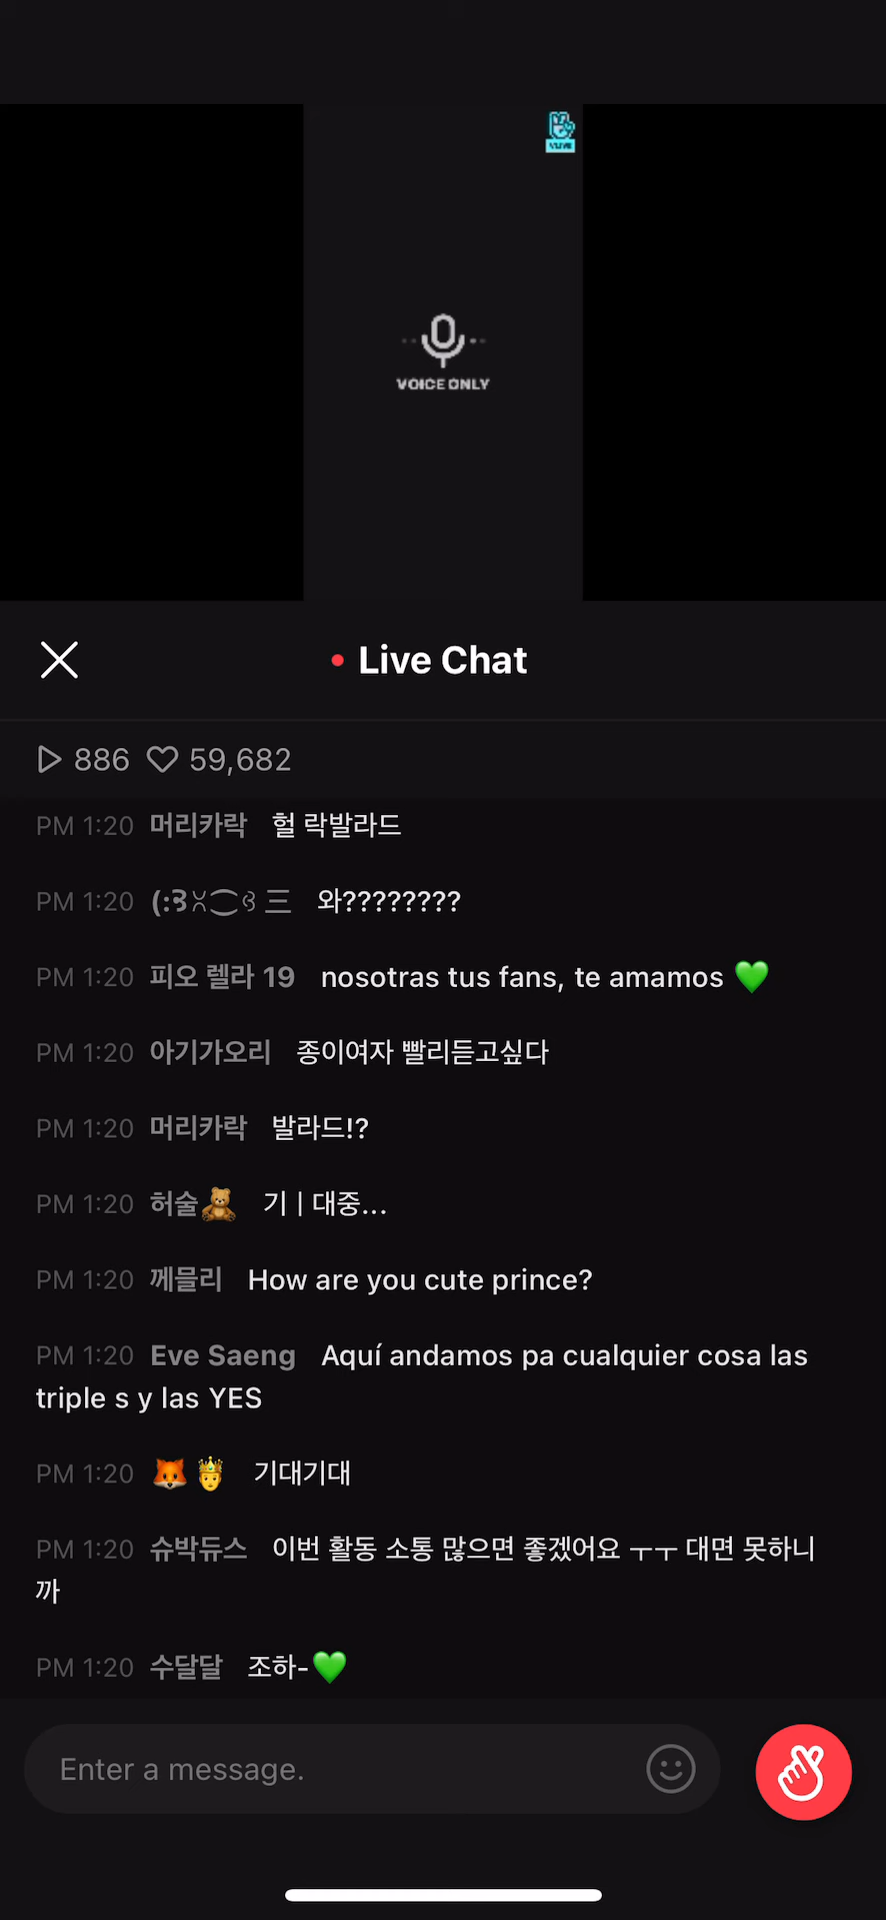 VLIVE
VOICE ONLY
Live Chat
886 59,682
PM 1:20 머리카락 헐 락발라드
PM 1:20 와????????
PM 1:20 피오 렐라 19 nosotras tus fans, te amamos 💚
PM 1:20 아기가오리 종이여자 빨리듣고싶다
PM 1:20 머리카락 발라드!?
PM 1:20 허술🧸 기ㅣ대중...
PM 1:20 께믈리 How are you cute prince?
PM 1:20 Eve Saeng Aquí andamos pa cualquier cosa las
triple s y las YES
PM 1:20 🦊🤴 기대기대
PM 1:20 슈박듀스 이번 활동 소통 많으면 좋겠어요 ㅜㅜ 대면 못하니
까
PM 1:20 수달달 조하-💚
Enter a message.